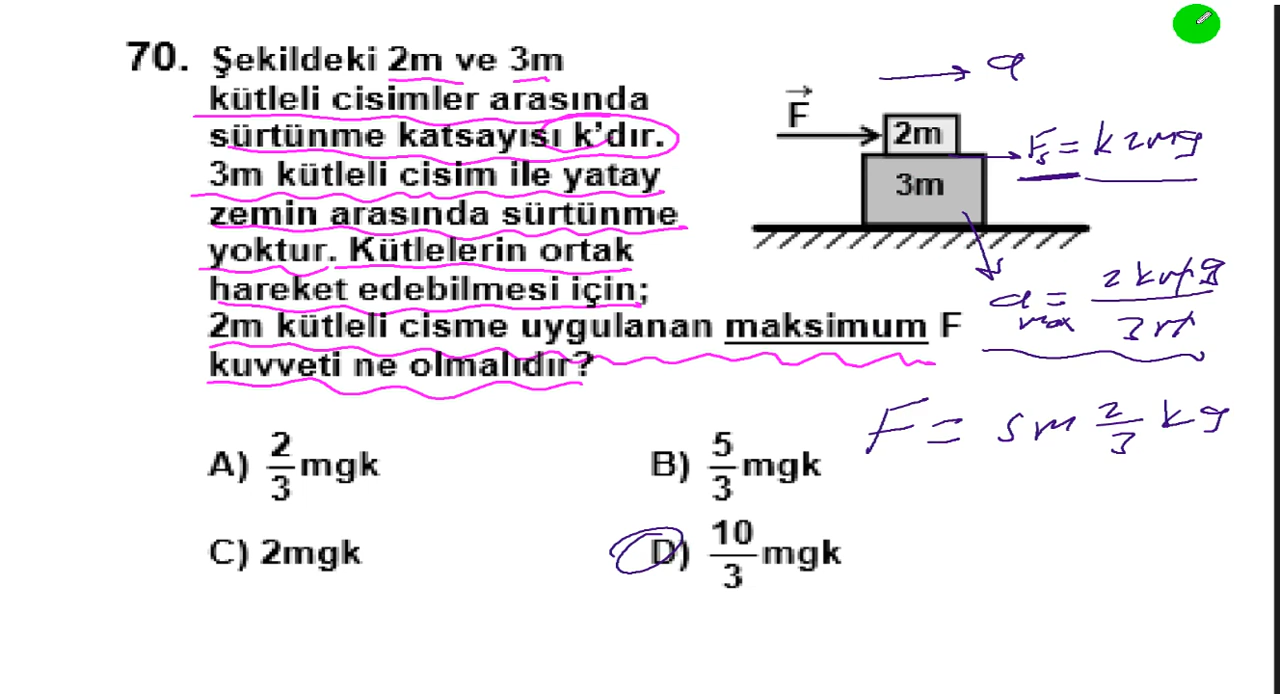 70. Şekildeki 2m ve 3m
kütleli cisimler arasında
sürtünme katsayısı k'dır.
3m kütleli cisim ile yatay
zemin arasında sürtünme
yoktur. Kütlelerin ortak
hareket edebilmesi için;
2m kütleli cisme uygulanan maksimum F
kuvveti ne olmalıdır?
a
F
2m
3m
Fs = k2mg
a max = 2kmg / 3m
F = 5m 2/3 kg
A) 2/3 mgk
B) 5/3 mgk
C) 2mgk
D) 10/3 mgk